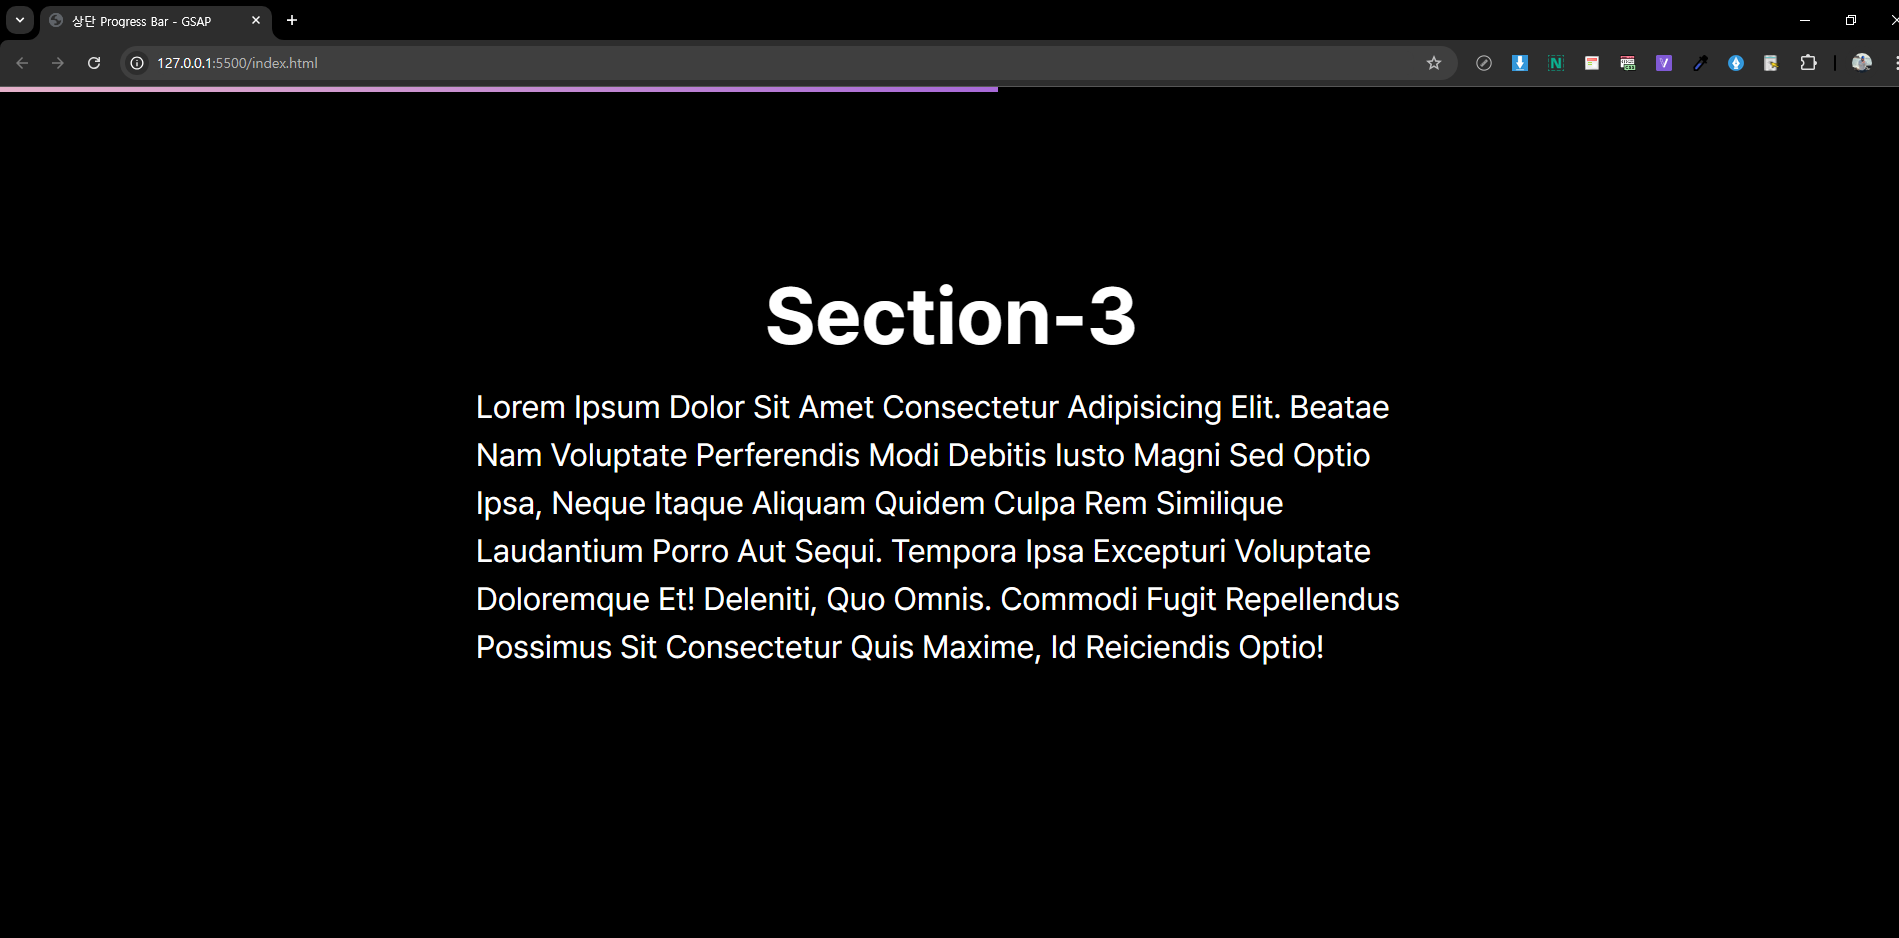 상단 Progress Bar - GSAP
127.0.0.1:5500/index.html
Section-3
Lorem Ipsum Dolor Sit Amet Consectetur Adipisicing Elit. Beatae
Nam Voluptate Perferendis Modi Debitis Iusto Magni Sed Optio
Ipsa, Neque Itaque Aliquam Quidem Culpa Rem Similique
Laudantium Porro Aut Sequi. Tempora Ipsa Excepturi Voluptate
Doloremque Et! Deleniti, Quo Omnis. Commodi Fugit Repellendus
Possimus Sit Consectetur Quis Maxime, Id Reiciendis Optio!